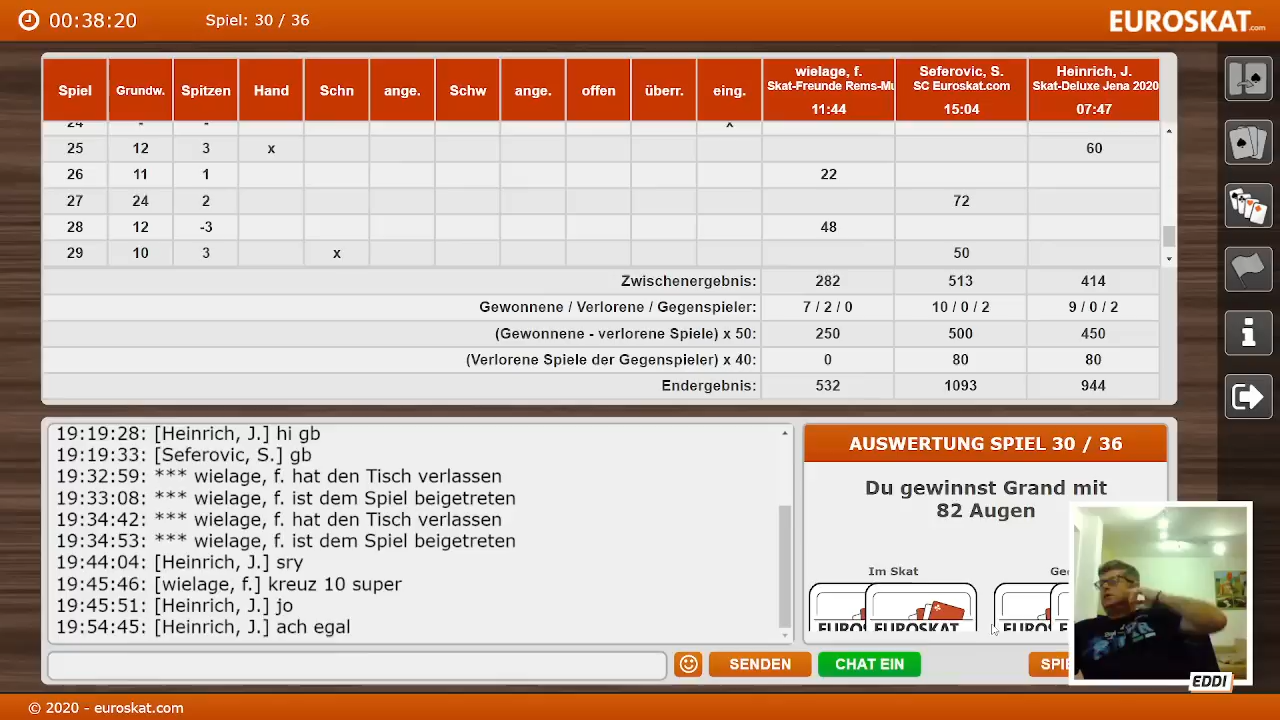 00:38:20 Spiel: 30 / 36 EUROSKAT.com
Spiel Grundw. Spitzen Hand Schn ange. Schw ange. offen überr. eing. wielage, f. Seferovic, S. Heinrich, J.
Skat-Freunde Rems-Mu SC Euroskat.com Skat-Deluxe Jena 2020
11:44 15:04 07:47
24 - - x
25 12 3 x 60
26 11 1 22
27 24 2 72
28 12 -3 48
29 10 3 x 50
Zwischenergebnis: 282 513 414
Gewonnene / Verlorene / Gegenspieler: 7 / 2 / 0 10 / 0 / 2 9 / 0 / 2
(Gewonnene - verlorene Spiele) x 50: 250 500 450
(Verlorene Spiele der Gegenspieler) x 40: 0 80 80
Endergebnis: 532 1093 944
19:19:28: [Heinrich, J.] hi gb
19:19:33: [Seferovic, S.] gb
19:32:59: *** wielage, f. hat den Tisch verlassen
19:33:08: *** wielage, f. ist dem Spiel beigetreten
19:34:42: *** wielage, f. hat den Tisch verlassen
19:34:53: *** wielage, f. ist dem Spiel beigetreten
19:44:04: [Heinrich, J.] sry
19:45:46: [wielage, f.] kreuz 10 super
19:45:51: [Heinrich, J.] jo
19:54:45: [Heinrich, J.] ach egal
AUSWERTUNG SPIEL 30 / 36
Du gewinnst Grand mit
82 Augen
Im Skat
EUROSKAT
SENDEN CHAT EIN
EDDI
© 2020 - euroskat.com